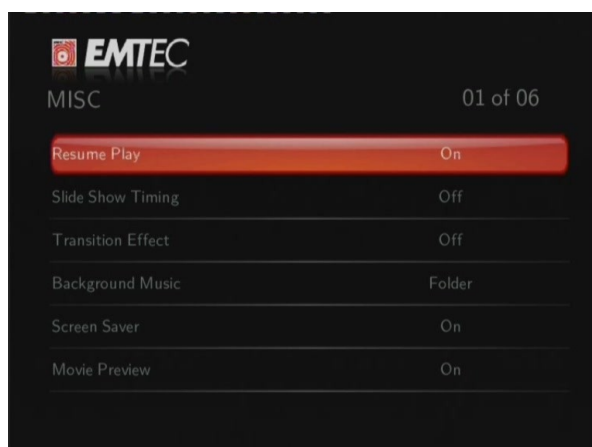 EMTEC
MISC 01 of 06
Resume Play On
Slide Show Timing Off
Transition Effect Off
Background Music Folder
Screen Saver On
Movie Preview On